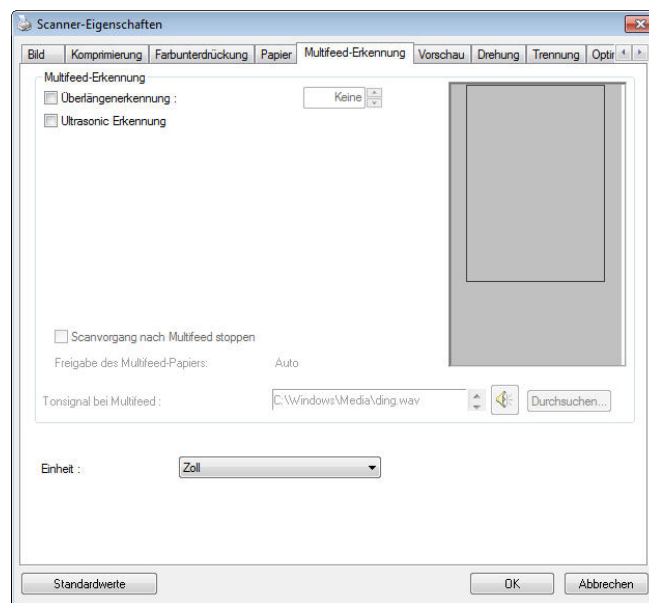 Scanner-Eigenschaften
Bild Komprimierung Farbunterdrückung Papier Multifeed-Erkennung Vorschau Drehung Trennung Optir
Multifeed-Erkennung
Überlängenerkennung : Keine
Ultrasonic Erkennung
Scanvorgang nach Multifeed stoppen
Freigabe des Multifeed-Papiers: Auto
Tonsignal bei Multifeed : C:\Windows\Media\ding.wav Durchsuchen...
Einheit : Zoll
Standardwerte OK Abbrechen